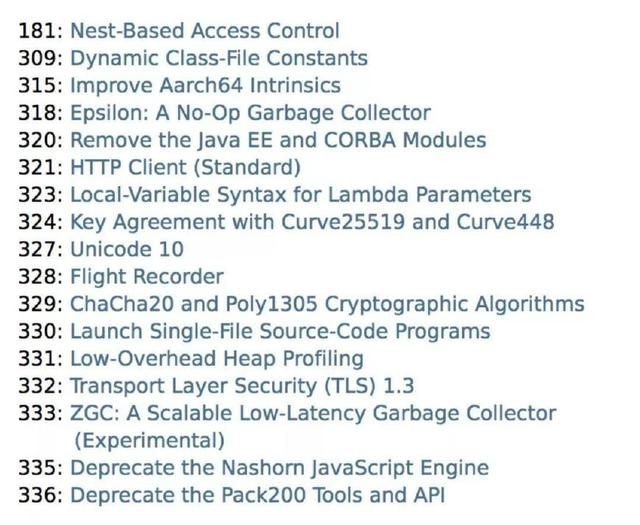 181: Nest-Based Access Control
309: Dynamic Class-File Constants
315: Improve Aarch64 Intrinsics
318: Epsilon: A No-Op Garbage Collector
320: Remove the Java EE and CORBA Modules
321: HTTP Client (Standard)
323: Local-Variable Syntax for Lambda Parameters
324: Key Agreement with Curve25519 and Curve448
327: Unicode 10
328: Flight Recorder
329: ChaCha20 and Poly1305 Cryptographic Algorithms
330: Launch Single-File Source-Code Programs
331: Low-Overhead Heap Profiling
332: Transport Layer Security (TLS) 1.3
333: ZGC: A Scalable Low-Latency Garbage Collector
(Experimental)
335: Deprecate the Nashorn JavaScript Engine
336: Deprecate the Pack200 Tools and API